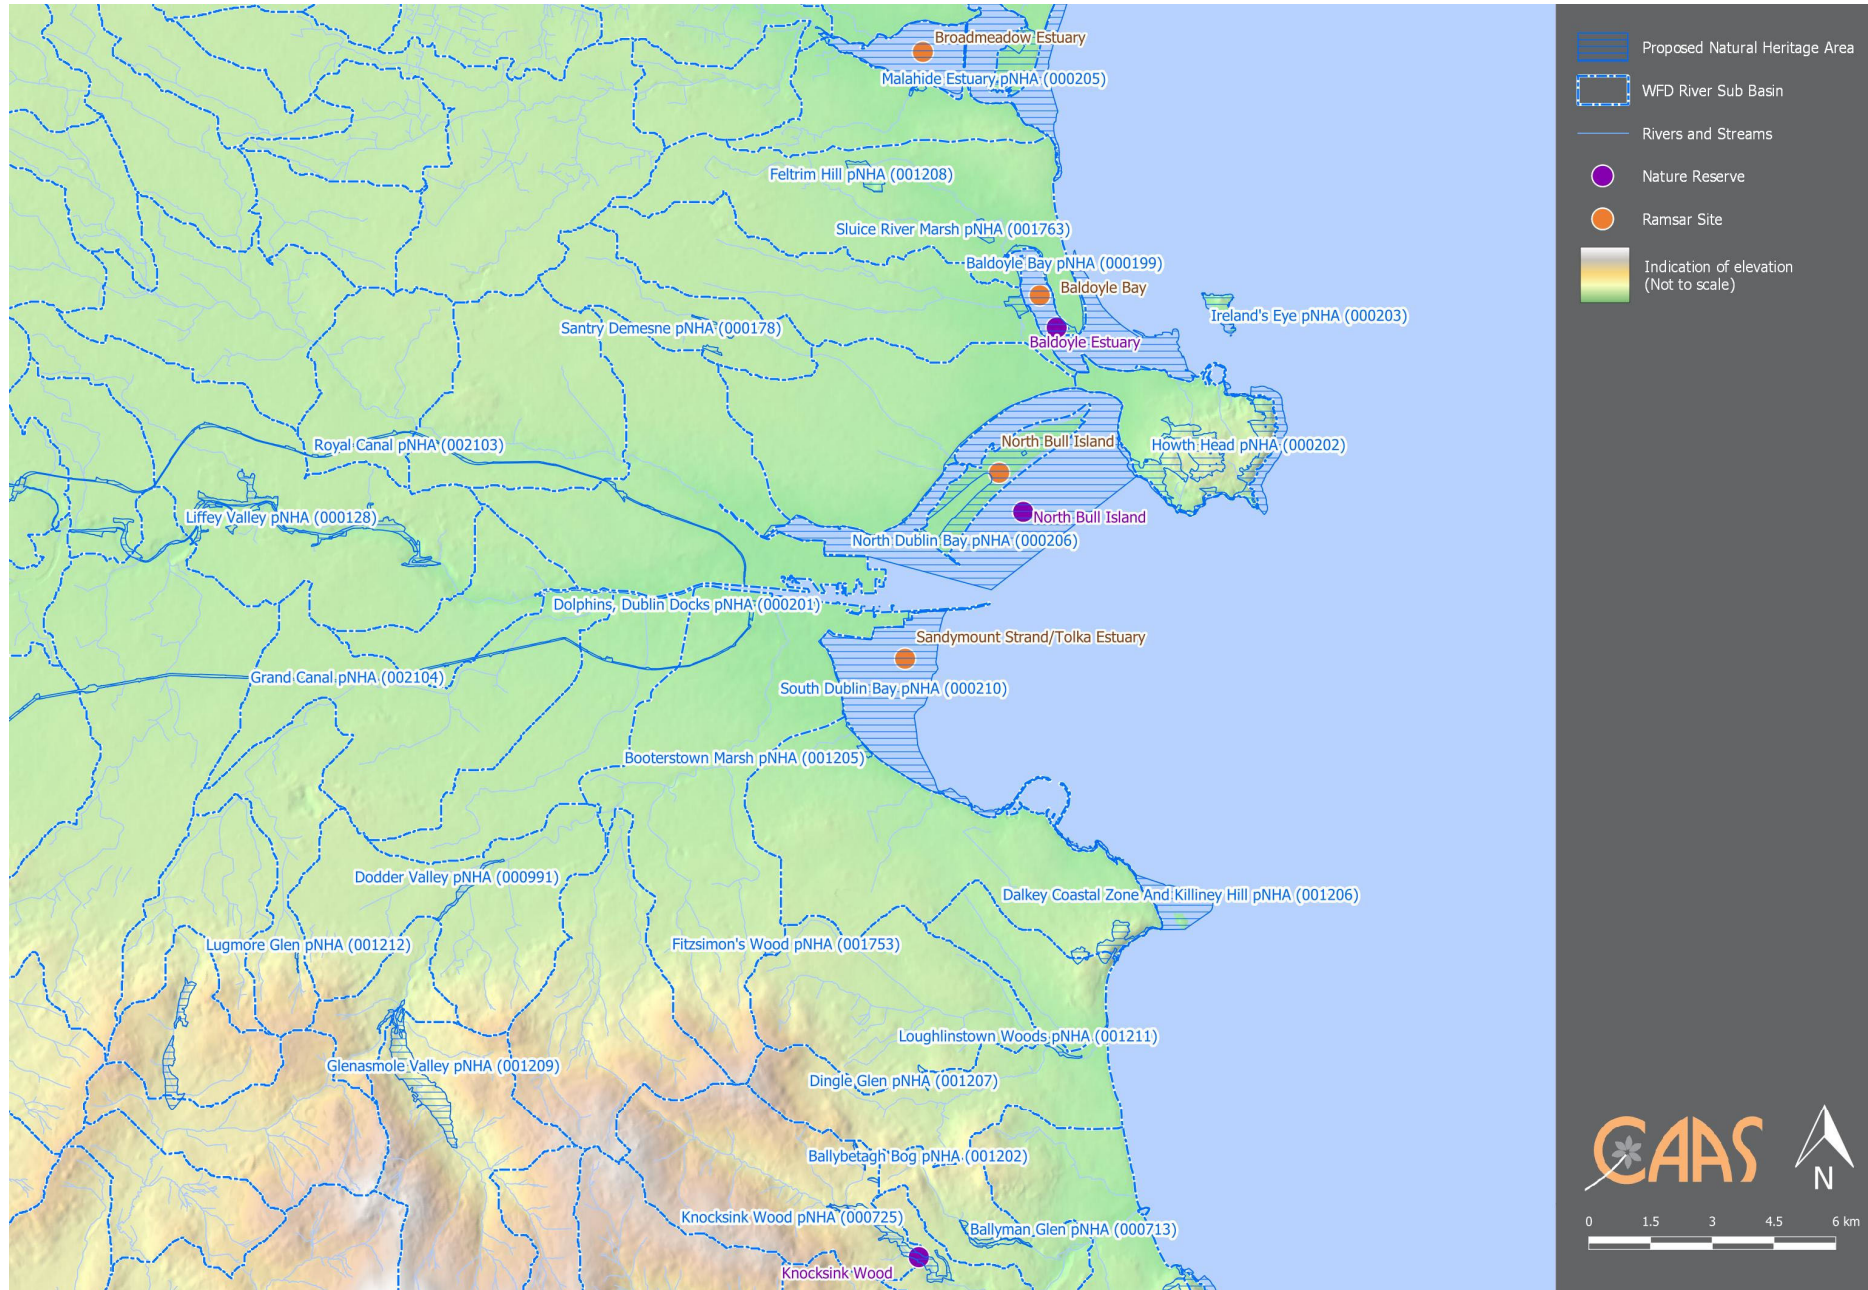 Broadmeadow Estuary
Malahide Estuary pNHA (000205)
Feltrim Hill pNHA (001208)
Sluice River Marsh pNHA (001763)
Baldoyle Bay pNHA (000199)
Baldoyle Bay
Ireland's Eye pNHA (000203)
Santry Demesne pNHA (000178)
Baldoyle Estuary
North Bull Island
Royal Canal pNHA (002103)
Howth Head pNHA (000202)
Liffey Valley pNHA (000128)
North Bull Island
North Dublin Bay pNHA (000206)
Dolphins, Dublin Docks pNHA (000201)
Sandymount Strand/Tolka Estuary
Grand Canal pNHA (002104)
South Dublin Bay pNHA (000210)
Booterstown Marsh pNHA (001205)
Dodder Valley pNHA (000991)
Dalkey Coastal Zone And Killiney Hill pNHA (001206)
Lugmore Glen pNHA (001212)
Fitzsimon's Wood pNHA (001753)
Loughlinstown Woods pNHA (001211)
Glenasmole Valley pNHA (001209)
Dingle Glen pNHA (001207)
Ballybetagh Bog pNHA (001202)
Knocksink Wood pNHA (000725)
Ballyman Glen pNHA (000713)
Knocksink Wood
Proposed Natural Heritage Area
WFD River Sub Basin
Rivers and Streams
Nature Reserve
Ramsar Site
Indication of elevation
(Not to scale)
CAAS
N
0 1.5 3 4.5 6 km